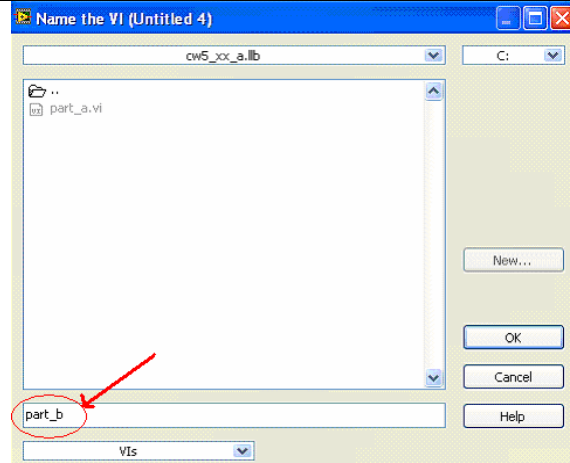 Name the VI (Untitled 4)
cw5_xx_a.llb
C:
..
part_a.vi
New...
OK
Cancel
part_b
Help
VIs